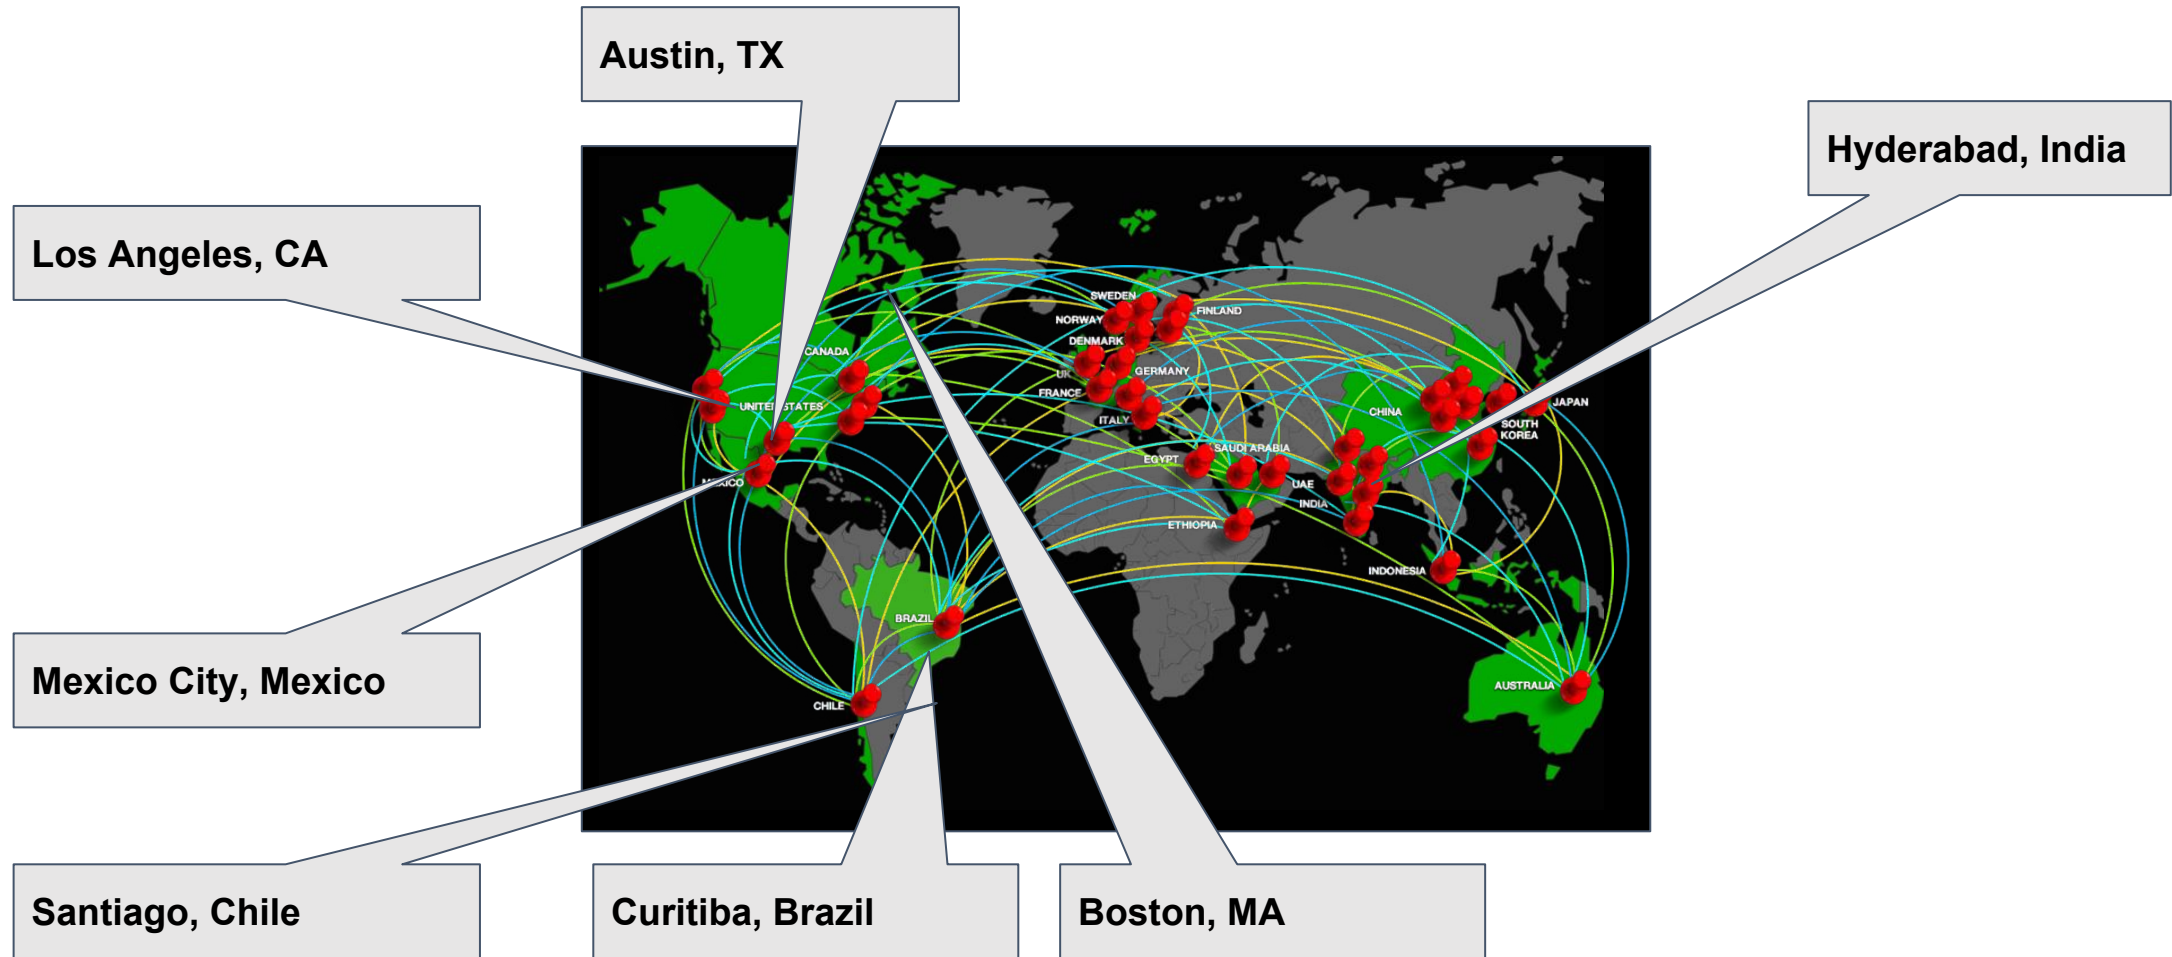 Austin, TX
Hyderabad, India
Los Angeles, CA
Mexico City, Mexico
Santiago, Chile
Curitiba, Brazil
Boston, MA
CANADA
UNITED STATES
MEXICO
BRAZIL
CHILE
SWEDEN
NORWAY
FINLAND
DENMARK
UK
GERMANY
FRANCE
ITALY
EGYPT
SAUDI ARABIA
UAE
ETHIOPIA
INDIA
CHINA
JAPAN
SOUTH
KOREA
INDONESIA
AUSTRALIA